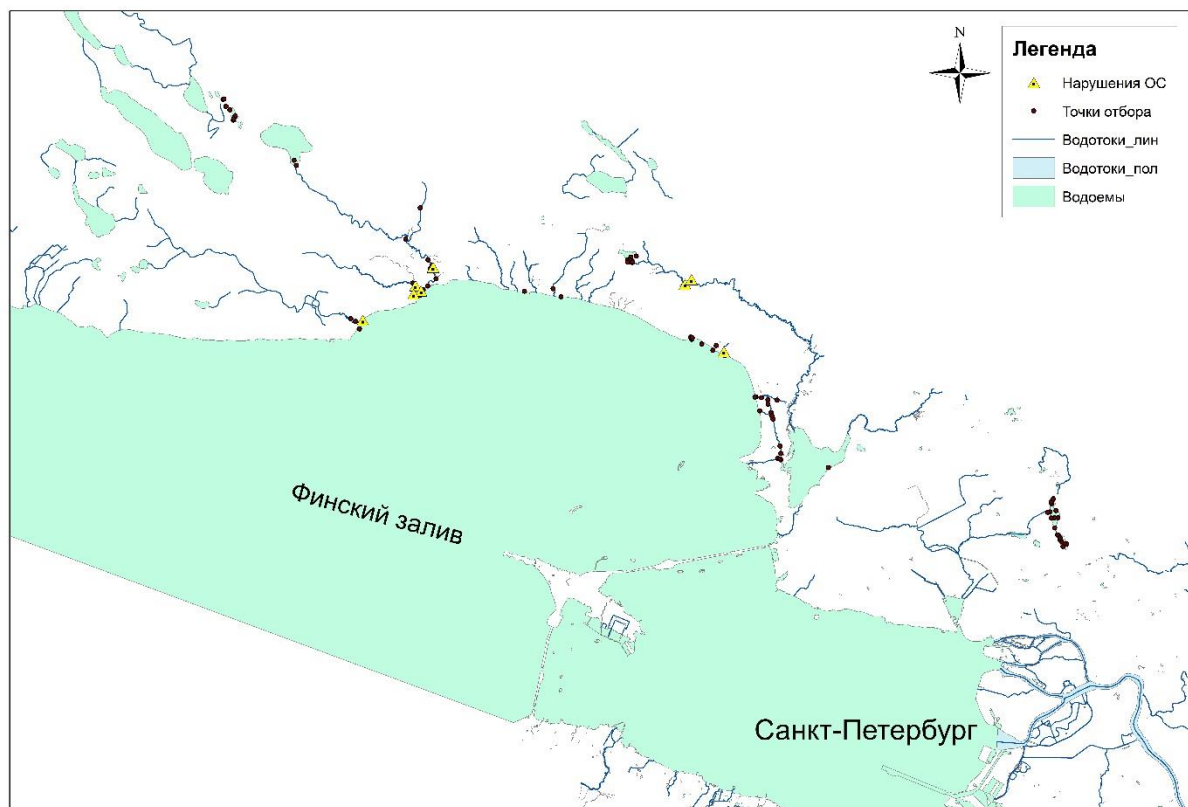 N
Легенда
Нарушения ОС
Точки отбора
Водотоки_лин
Водотоки_пол
Водоемы
Финский залив
Санкт-Петербург